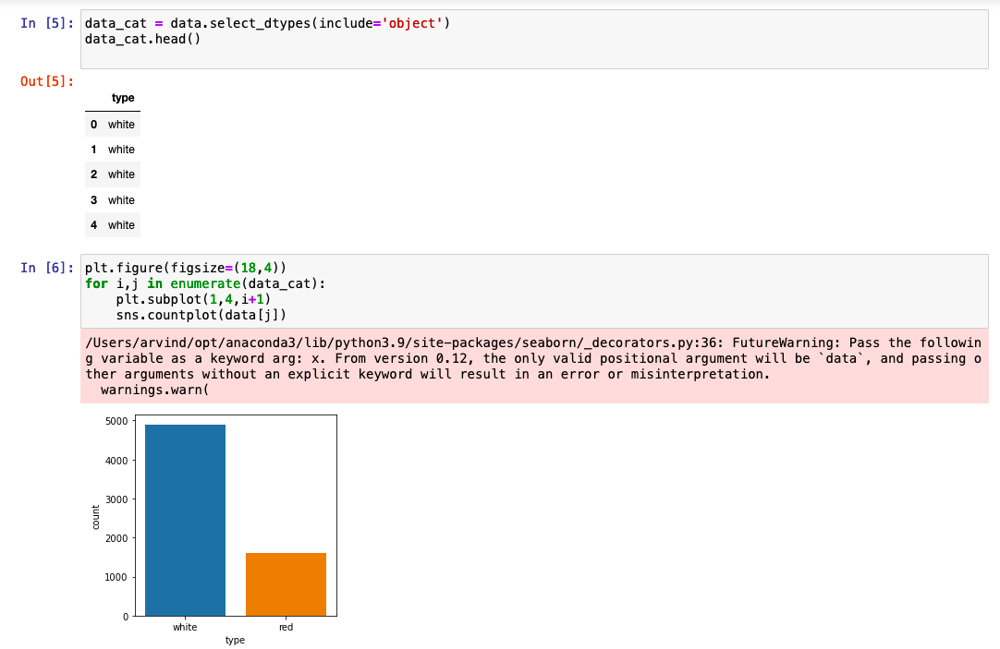 In [5]: data_cat = data.select_dtypes(include='object')
data_cat.head()
Out[5]:
type
0 white
1 white
2 white
3 white
4 white
In [6]: plt.figure(figsize=(18,4))
for i,j in enumerate(data_cat):
    plt.subplot(1,4,i+1)
    sns.countplot(data[j])
/Users/arvind/opt/anaconda3/lib/python3.9/site-packages/seaborn/_decorators.py:36: FutureWarning: Pass the followin
g variable as a keyword arg: x. From version 0.12, the only valid positional argument will be `data`, and passing o
ther arguments without an explicit keyword will result in an error or misinterpretation.
  warnings.warn(
5000
4000
3000
2000
1000
0
count
white red
type